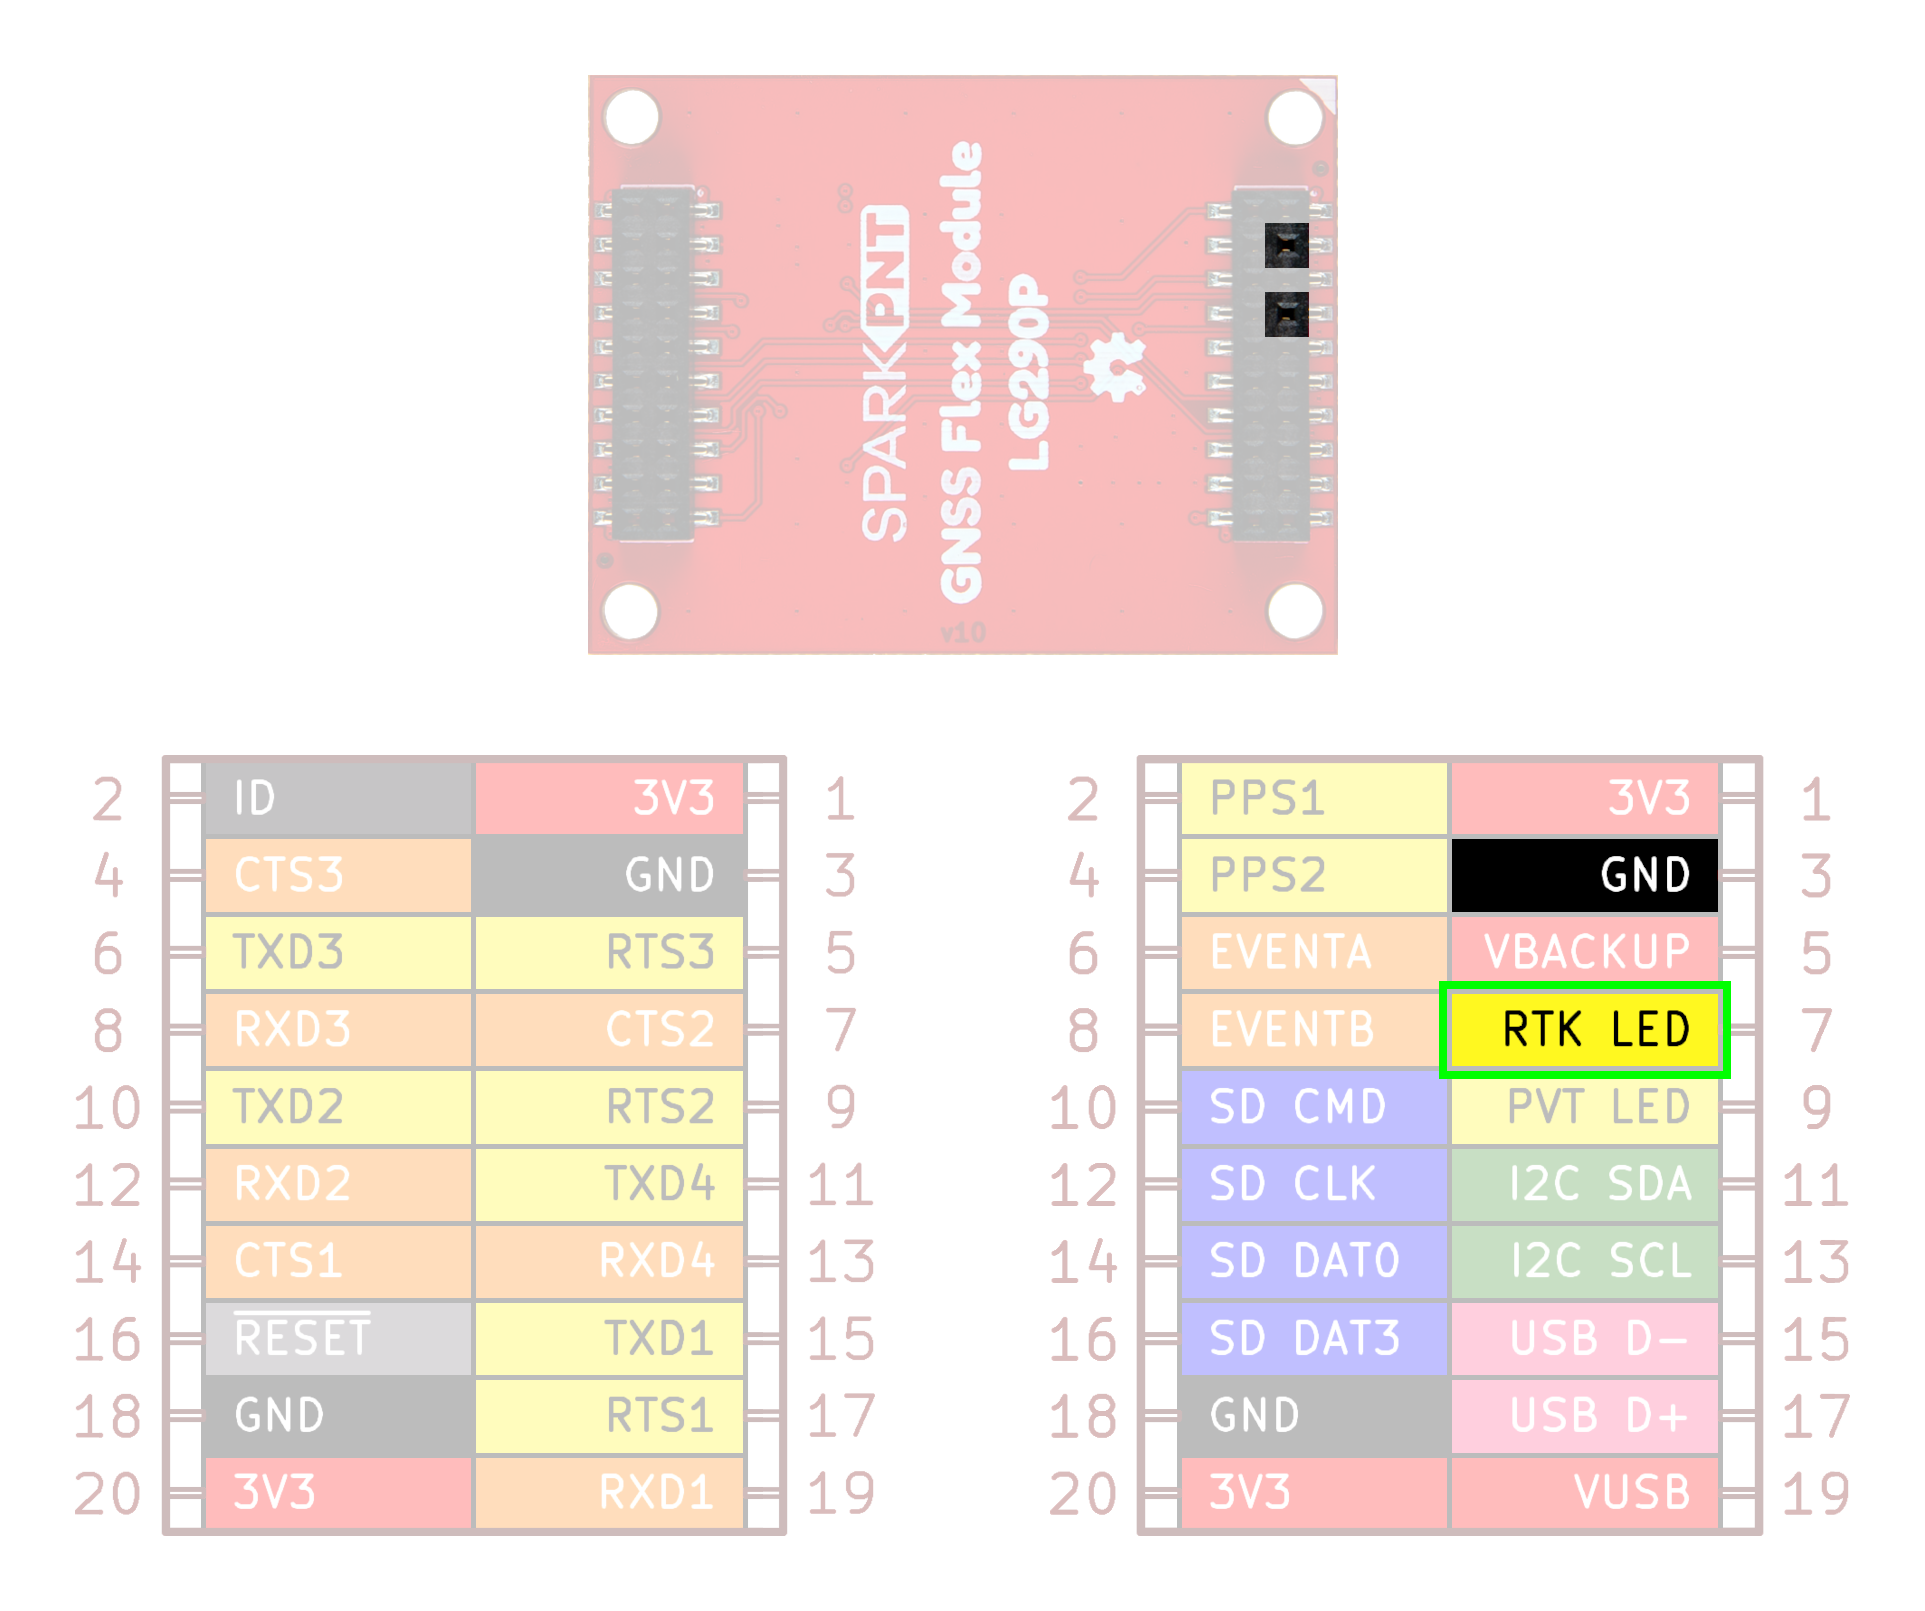 SPARK PNT
GNSS Flex Module
LG290P
v10
2 ID 3V3 1
4 CTS3 GND 3
6 TXD3 RTS3 5
8 RXD3 CTS2 7
10 TXD2 RTS2 9
12 RXD2 TXD4 11
14 CTS1 RXD4 13
16 RESET TXD1 15
18 GND RTS1 17
20 3V3 RXD1 19
2 PPS1 3V3 1
4 PPS2 GND 3
6 EVENTA VBACKUP 5
8 EVENTB RTK LED 7
10 SD CMD PVT LED 9
12 SD CLK I2C SDA 11
14 SD DAT0 I2C SCL 13
16 SD DAT3 USB D- 15
18 GND USB D+ 17
20 3V3 VUSB 19